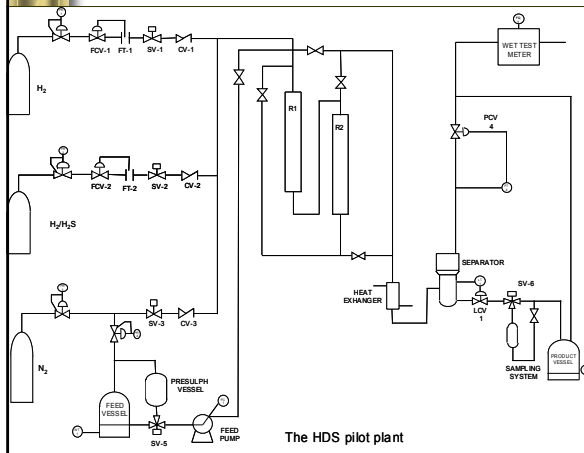 FCV-1 FT-1 SV-1 CV-1
H2
WET TEST
METER
PCV
4
R1
R2
FCV-2 FT-2 SV-2 CV-2
H2/H2S
SEPARATOR
HEAT
EXHANGER
LCV
1
SV-6
SV-3 CV-3
N2
PRESULPH
VESSEL
FEED
VESSEL
SV-5
FEED
PUMP
SAMPLING
SYSTEM
PRODUCT
VESSEL
The HDS pilot plant